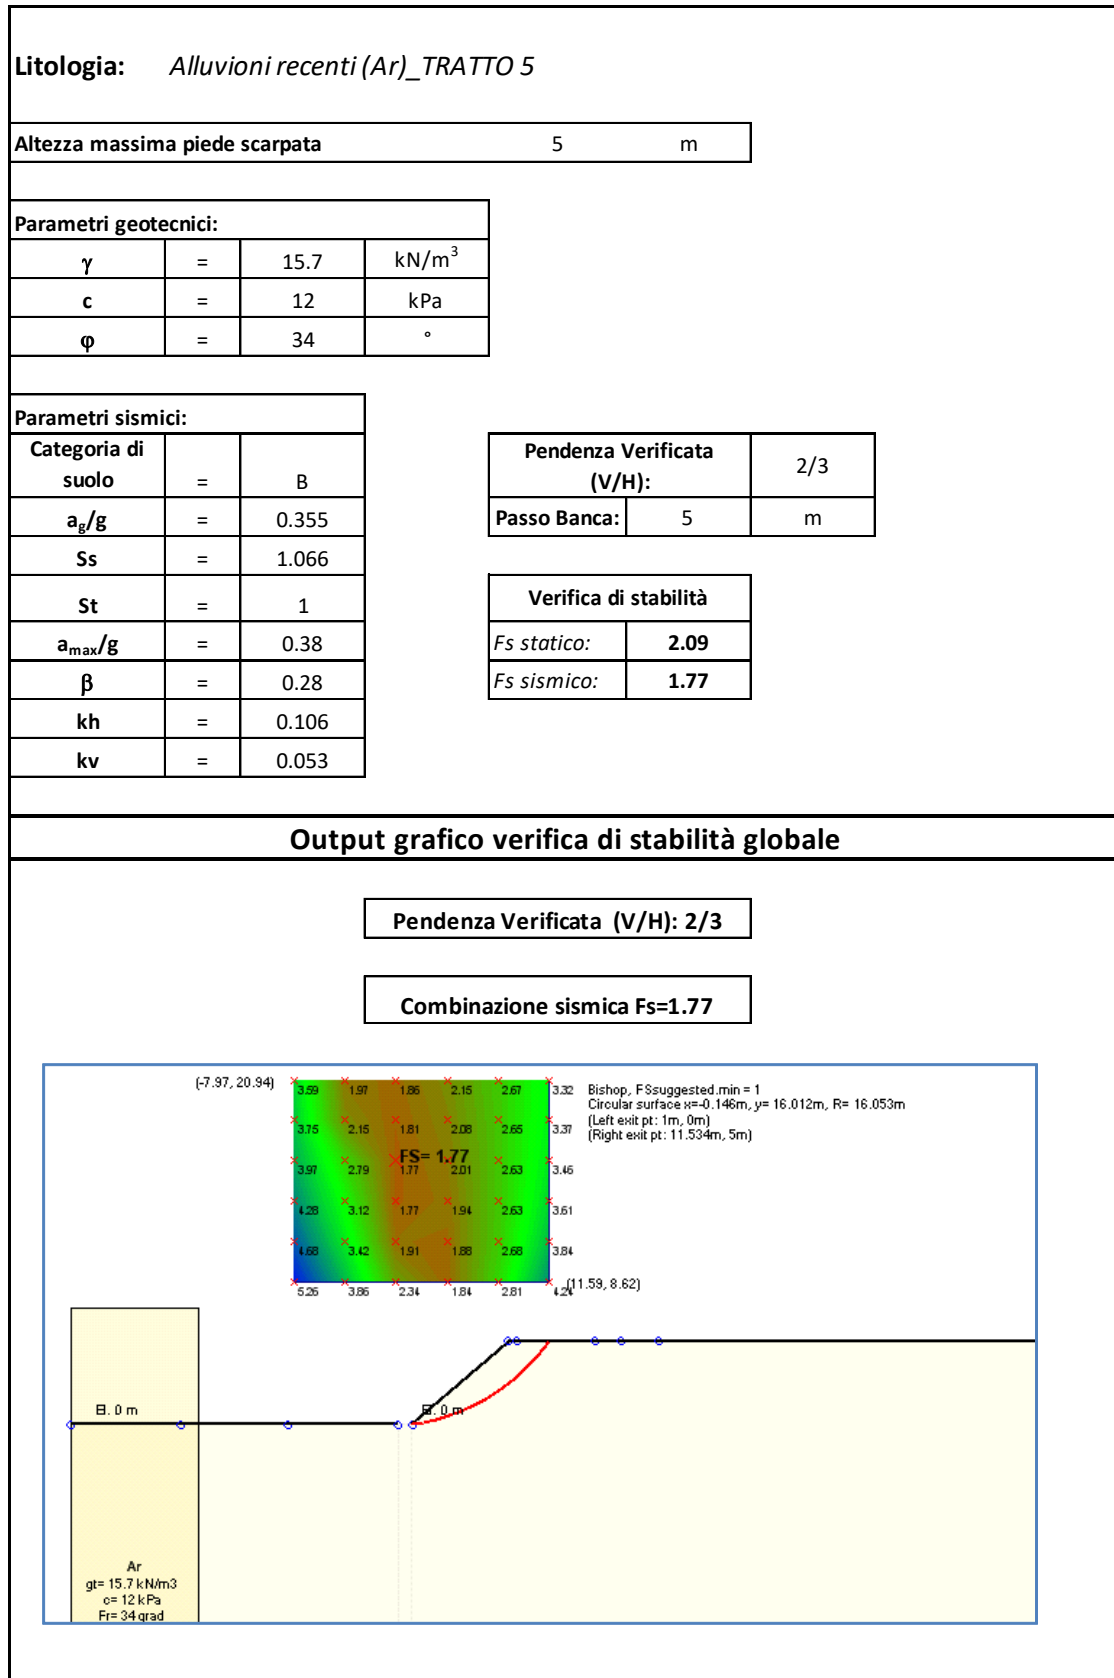 Litologia: Alluvioni recenti (Ar)_TRATTO 5
Altezza massima piede scarpata 5 m
Parametri geotecnici:
γ = 15.7 kN/m³
c = 12 kPa
φ = 34 °
Parametri sismici:
Categoria di
suolo = B
ag/g = 0.355
Ss = 1.066
St = 1
amax/g = 0.38
β = 0.28
kh = 0.106
kv = 0.053
Pendenza Verificata
(V/H): 2/3
Passo Banca: 5 m
Verifica di stabilità
Fs statico: 2.09
Fs sismico: 1.77
Output grafico verifica di stabilità globale
Pendenza Verificata (V/H): 2/3
Combinazione sismica Fs=1.77
(-7.97, 20.94)
3.59 1.97 1.86 2.15 2.67 3.32
3.75 2.15 1.81 2.08 2.65 3.37
FS= 1.77
3.97 2.79 1.77 2.01 2.63 3.46
4.28 3.12 1.77 1.94 2.63 3.61
4.68 3.42 1.91 1.88 2.68 3.84
5.26 3.86 2.34 1.84 2.81 4.24
(11.59, 8.62)
Bishop, FSsuggested.min = 1
Circular surface x=-0.146m, y= 16.012m, R= 16.053m
(Left exit pt: 1m, 0m)
(Right exit pt: 11.534m, 5m)
El. 0 m
El. 0 m
Ar
gt= 15.7 kN/m3
c= 12 kPa
Fr= 34 grad